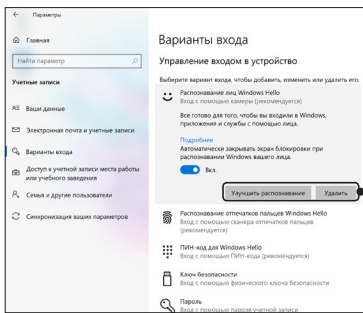 Параметры
Главная
Найти параметр
Учетные записи
Ваши данные
Электронная почта и учетные записи
Варианты входа
Доступ к учетной записи места работы
или учебного заведения
Семья и другие пользователи
Синхронизация ваших параметров
Варианты входа
Управление входом в устройство
Выберите вариант входа, чтобы добавить, изменить или удалить его.
Распознавание лиц Windows Hello
Вход с помощью камеры (рекомендуется)
Все готово для того, чтобы вы входили в Windows,
приложения и службы с помощью лица.
Подробнее
Автоматически закрывать экран блокировки при
распознавании Windows вашего лица.
Вкл.
Улучшить распознавание
Удалить
Распознавание отпечатков пальцев Windows Hello
Вход с помощью сканера отпечатков пальцев
(рекомендуется)
ПИН-код для Windows Hello
Вход с помощью ПИН-кода (рекомендуется)
Ключ безопасности
Вход с помощью физического ключа безопасности
Пароль
Вход с помощью пароля учетной записи